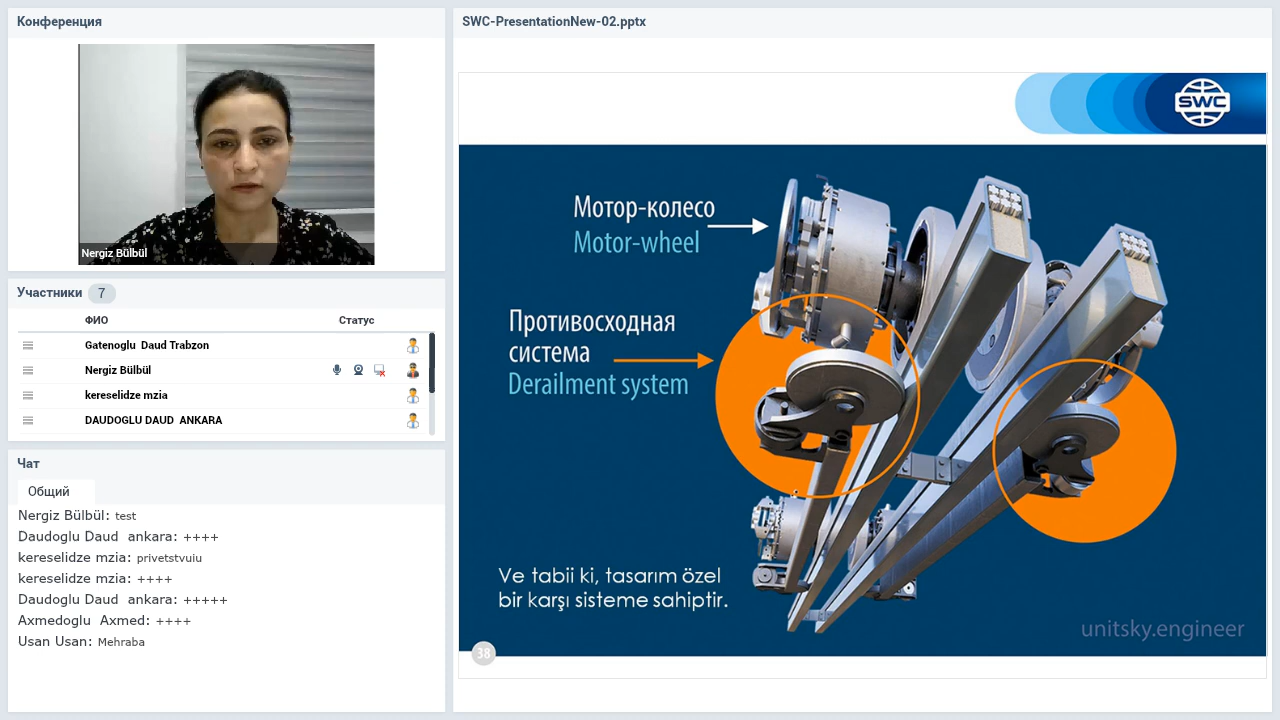 Конференция
Nergiz Bülbül
Участники 7
ФИО Статус
Gatenoglu Daud Trabzon
Nergiz Bülbül
kereselidze mzia
DAUDOGLU DAUD ANKARA
Чат
Общий
Nergiz Bülbül: test
Daudoglu Daud ankara: ++++
kereselidze mzia: privetstvuiu
kereselidze mzia: ++++
Daudoglu Daud ankara: +++++
Axmedoglu Axmed: ++++
Usan Usan: Mehraba
SWC-PresentationNew-02.pptx
SWC
Мотор-колесо
Motor-wheel
Противосходная
система
Derailment system
Ve tabii ki, tasarım özel
bir karşı sisteme sahiptir.
unitsky.engineer
38